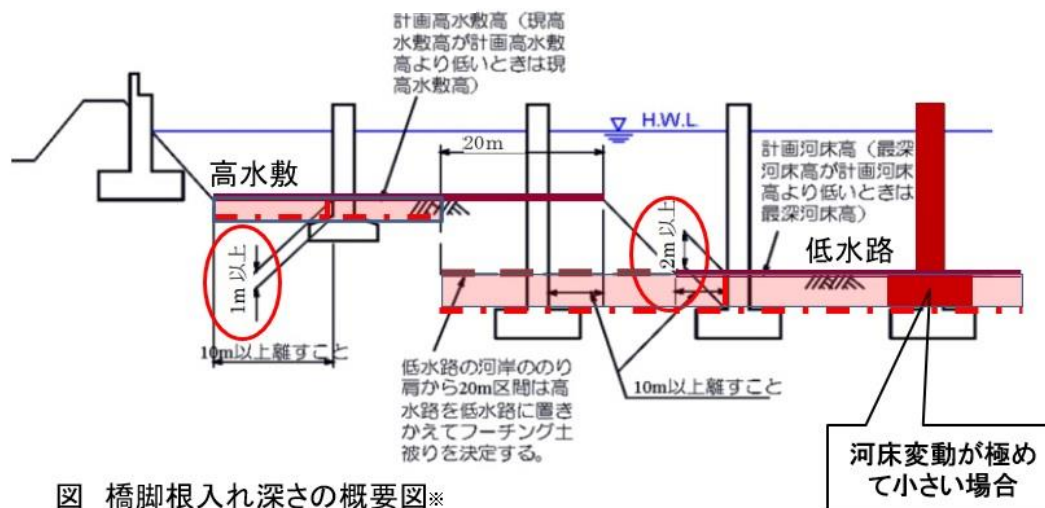 計画高水敷高（現高
水敷高が計画高水敷
高より低いときは現
高水敷高）
H.W.L.
20m
高水敷
計画河床高（最深
河床高が計画河床
高より低いときは
最深河床高）
低水路
1m以上
2m以上
10m以上離すこと
低水路の河岸ののり
肩から20m区間は高
水路を低水路に置き
かえてフーチング土
被りを決定する。
10m以上離すこと
河床変動が極め
て小さい場合
図 橋脚根入れ深さの概要図※